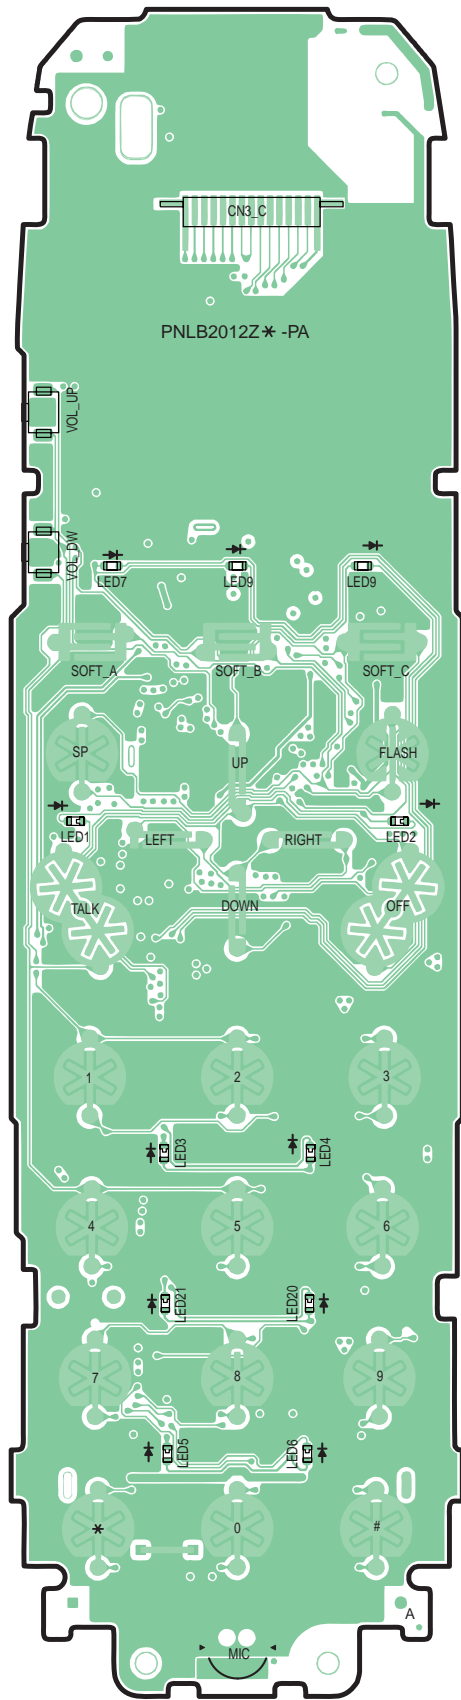 CN3_C
PNLB2012Z* -PA
VOL_UP
VOL_DW
LED7 LED9 LED9
SOFT_A SOFT_B SOFT_C
SP UP FLASH
LED1 LED2
LEFT RIGHT
TALK DOWN OFF
1 2 3
LED3 LED4
4 5 6
LED21 LED20
7 8 9
LED5 LED6
* 0 #
A
MIC